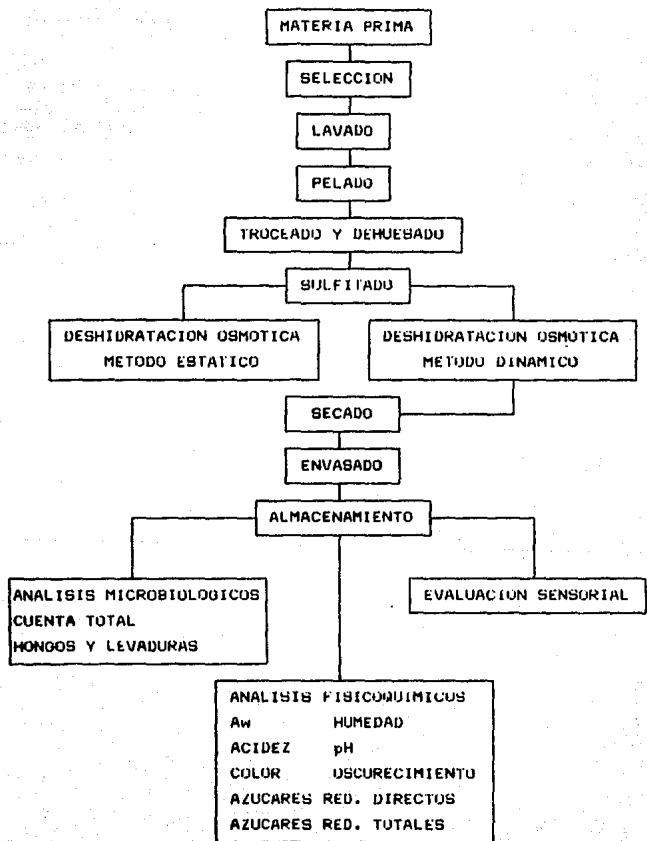 MATERIA PRIMA
SELECCION
LAVADO
PELADO
TROCEADO Y DEHUESADO
SULFITADO
DESHIDRATACION OSMOTICA
METODO ESTATICO
DESHIDRATACION OSMOTICA
METODO DINAMICO
SECADO
ENVASADO
ALMACENAMIENTO
ANALISIS MICROBIOLOGICOS
CUENTA TOTAL
HONGOS Y LEVADURAS
EVALUACION SENSORIAL
ANALISIS FISICOQUIMICOS
Aw HUMEDAD
ACIDEZ pH
COLOR OSCURECIMIENTO
AZUCARES RED. DIRECTOS
AZUCARES RED. TOTALES